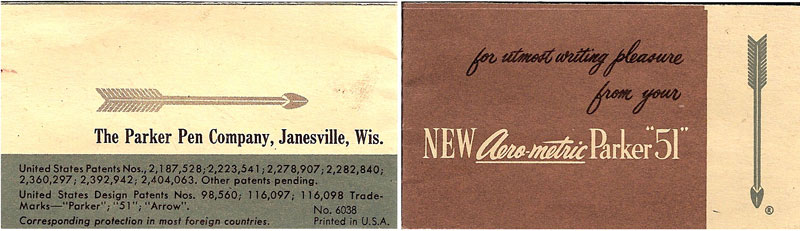 The Parker Pen Company, Janesville, Wis.
United States Patents Nos., 2,187,528; 2,223,541; 2,278,907; 2,282,840;
2,360,297; 2,392,942; 2,404,063. Other patents pending.
United States Design Patents Nos. 98,560; 116,097; 116,098 Trade-
Marks—"Parker"; "51"; "Arrow".
No. 6038
Corresponding protection in most foreign countries.
Printed in U.S.A.
for utmost writing pleasure
from your
NEW Aero-metric Parker "51"
®